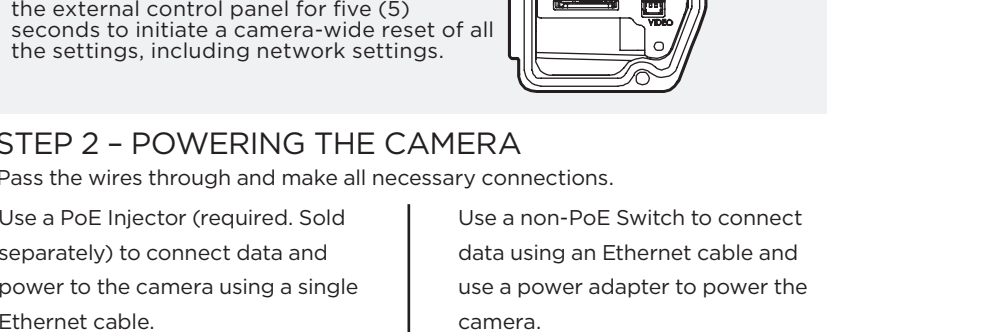 the external control panel for five (5)
seconds to initiate a camera-wide reset of all
the settings, including network settings.
VIDEO
STEP 2 – POWERING THE CAMERA
Pass the wires through and make all necessary connections.
Use a PoE Injector (required. Sold
separately) to connect data and
power to the camera using a single
Ethernet cable.
Use a non-PoE Switch to connect
data using an Ethernet cable and
use a power adapter to power the
camera.